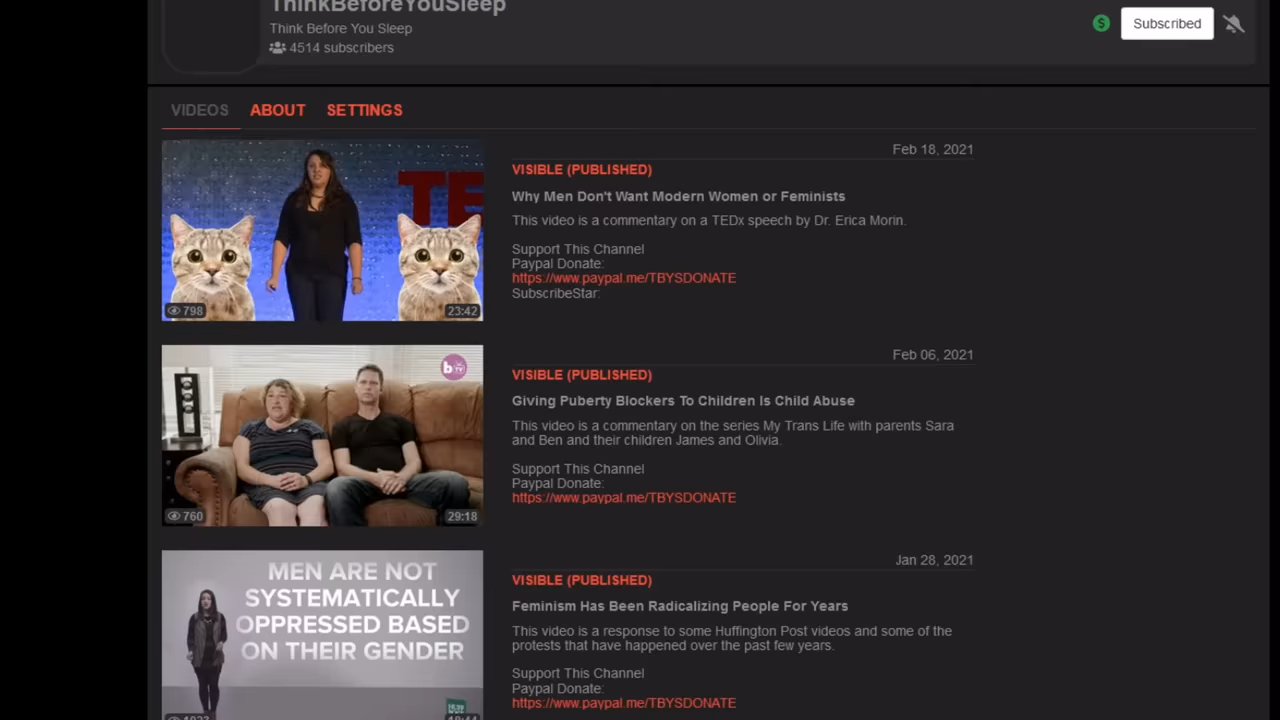 ThinkBeforeYouSleep
Think Before You Sleep
4514 subscribers
$
Subscribed
VIDEOS ABOUT SETTINGS
TE
798
23:42
Feb 18, 2021
VISIBLE (PUBLISHED)
Why Men Don't Want Modern Women or Feminists
This video is a commentary on a TEDx speech by Dr. Erica Morin.
Support This Channel
Paypal Donate:
https://www.paypal.me/TBYSDONATE
SubscribeStar:
b TV
760
29:18
Feb 06, 2021
VISIBLE (PUBLISHED)
Giving Puberty Blockers To Children Is Child Abuse
This video is a commentary on the series My Trans Life with parents Sara
and Ben and their children James and Olivia.
Support This Channel
Paypal Donate:
https://www.paypal.me/TBYSDONATE
MEN ARE NOT
SYSTEMATICALLY
OPPRESSED BASED
ON THEIR GENDER
Jan 28, 2021
VISIBLE (PUBLISHED)
Feminism Has Been Radicalizing People For Years
This video is a response to some Huffington Post videos and some of the
protests that have happened over the past few years.
Support This Channel
Paypal Donate:
https://www.paypal.me/TBYSDONATE